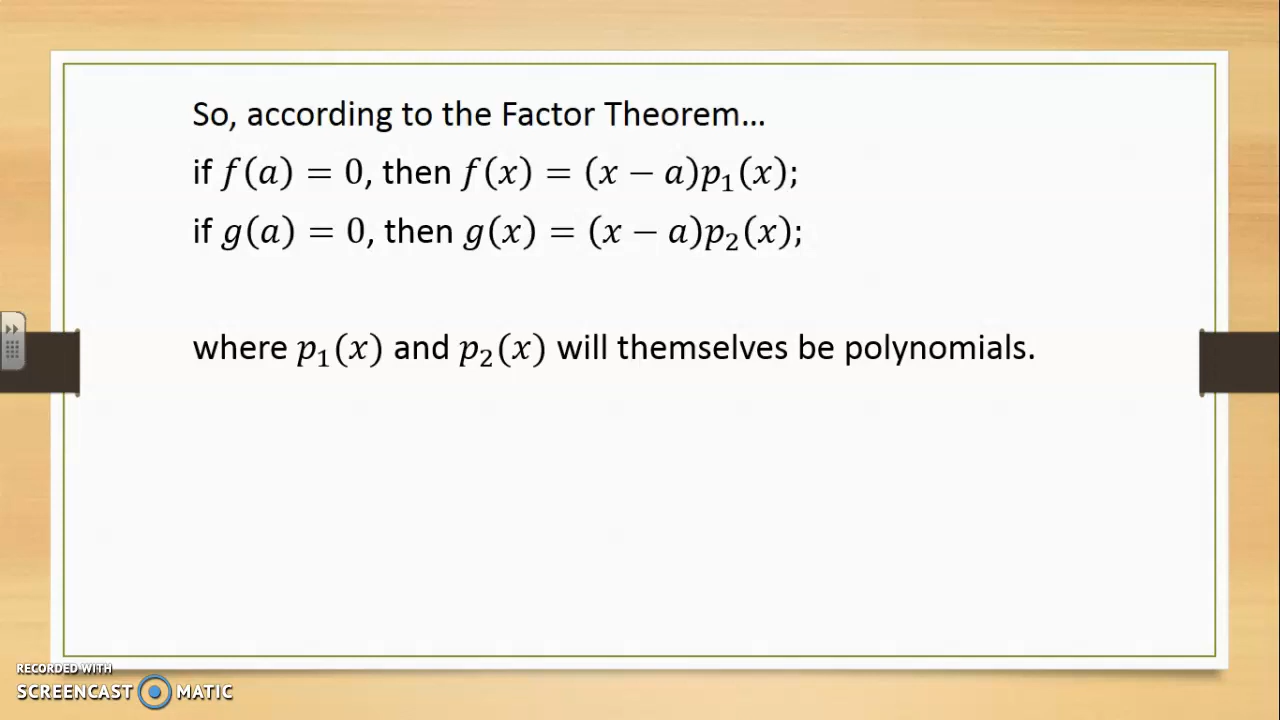 So, according to the Factor Theorem…
if f(a) = 0, then f(x) = (x − a)p₁(x);
if g(a) = 0, then g(x) = (x − a)p₂(x);
where p₁(x) and p₂(x) will themselves be polynomials.
RECORDED WITH
SCREENCAST MATIC